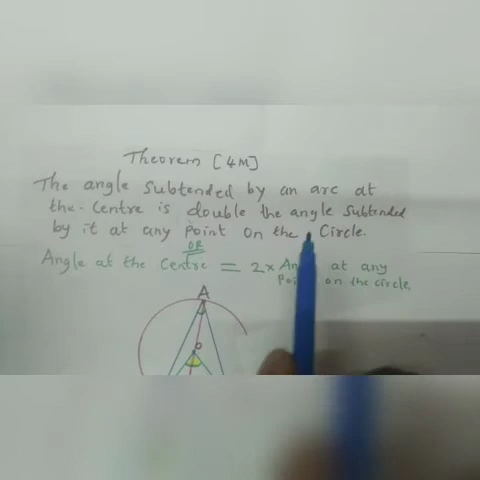 Theorem [4M]
The angle subtended by an arc at
the centre is double the angle subtended
by it at any point on the Circle.
OR
Angle at the Centre = 2x An at any
on the circle,
A
O